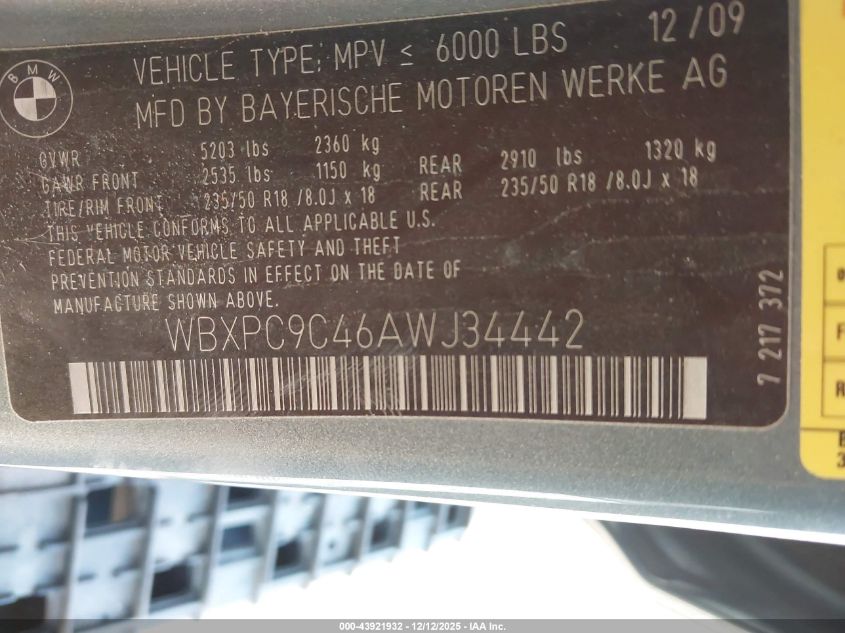 BMW
VEHICLE TYPE: MPV ≤ 6000 LBS 12/09
MFD BY BAYERISCHE MOTOREN WERKE AG
GVWR 5203 lbs 2360 kg
GAWR FRONT 2535 lbs 1150 kg REAR 2910 lbs 1320 kg
TIRE/RIM FRONT 235/50 R18 /8.0J x 18 REAR 235/50 R18 /8.0J x 18
THIS VEHICLE CONFORMS TO ALL APPLICABLE U.S.
FEDERAL MOTOR VEHICLE SAFETY AND THEFT
PREVENTION STANDARDS IN EFFECT ON THE DATE OF
MANUFACTURE SHOWN ABOVE
WBXPC9C46AWJ34442
7 217 372
000-43921932 - 12/12/2025 - IAA Inc.